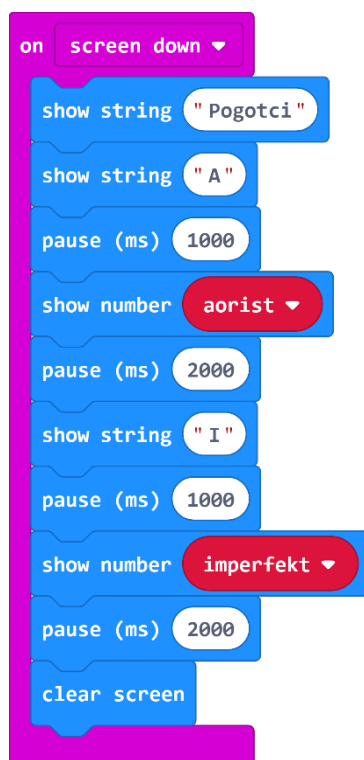 on screen down
show string "Pogotci"
show string "A"
pause (ms) 1000
show number aorist
pause (ms) 2000
show string "I"
pause (ms) 1000
show number imperfekt
pause (ms) 2000
clear screen